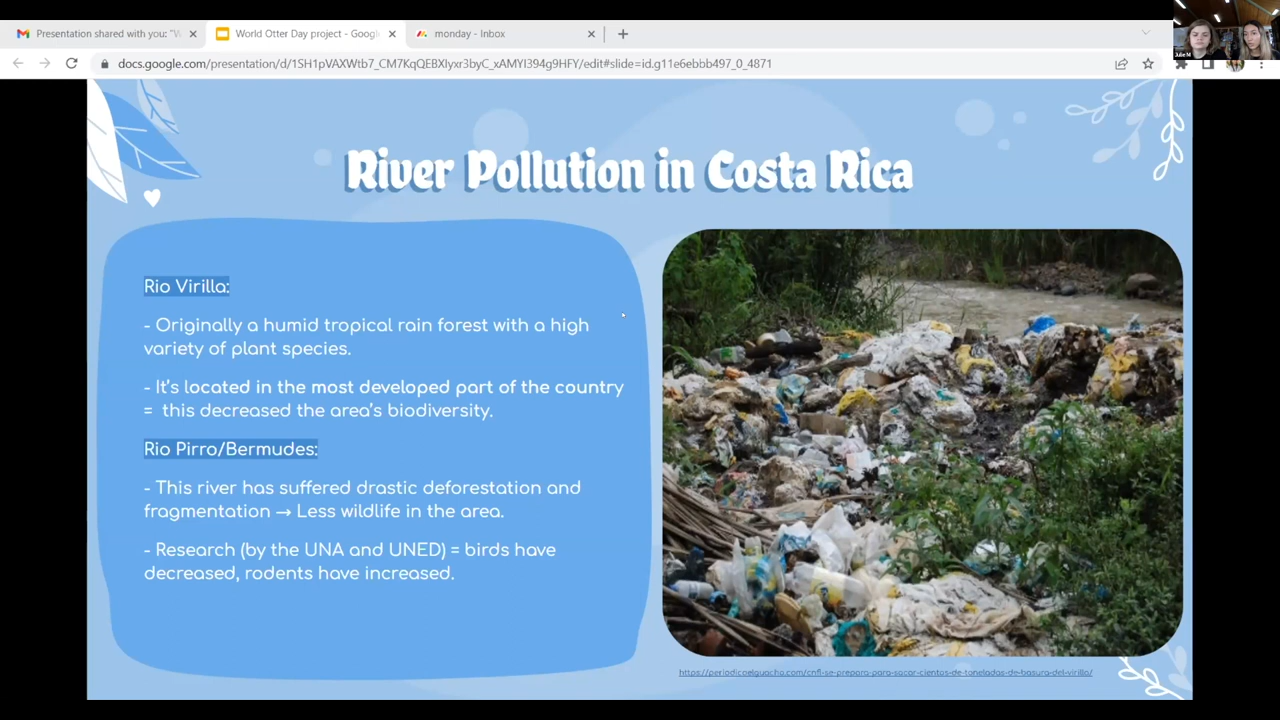 Presentation shared with you: "W
World Otter Day project - Google
monday - Inbox
docs.google.com/presentation/d/1SH1pVAXWtb7_CM7KqQEBXIyxr3byC_xAMYI394g9HFY/edit#slide=id.g11e6ebbb497_0_4871
Julie M
River Pollution in Costa Rica
Rio Virilla:
- Originally a humid tropical rain forest with a high
variety of plant species.
- It's located in the most developed part of the country
= this decreased the area's biodiversity.
Rio Pirro/Bermudes:
- This river has suffered drastic deforestation and
fragmentation → Less wildlife in the area.
- Research (by the UNA and UNED) = birds have
decreased, rodents have increased.
https://periodicoelguacho.com/cnfl-se-prepara-para-sacar-cientos-de-toneladas-de-basura-del-virilla/